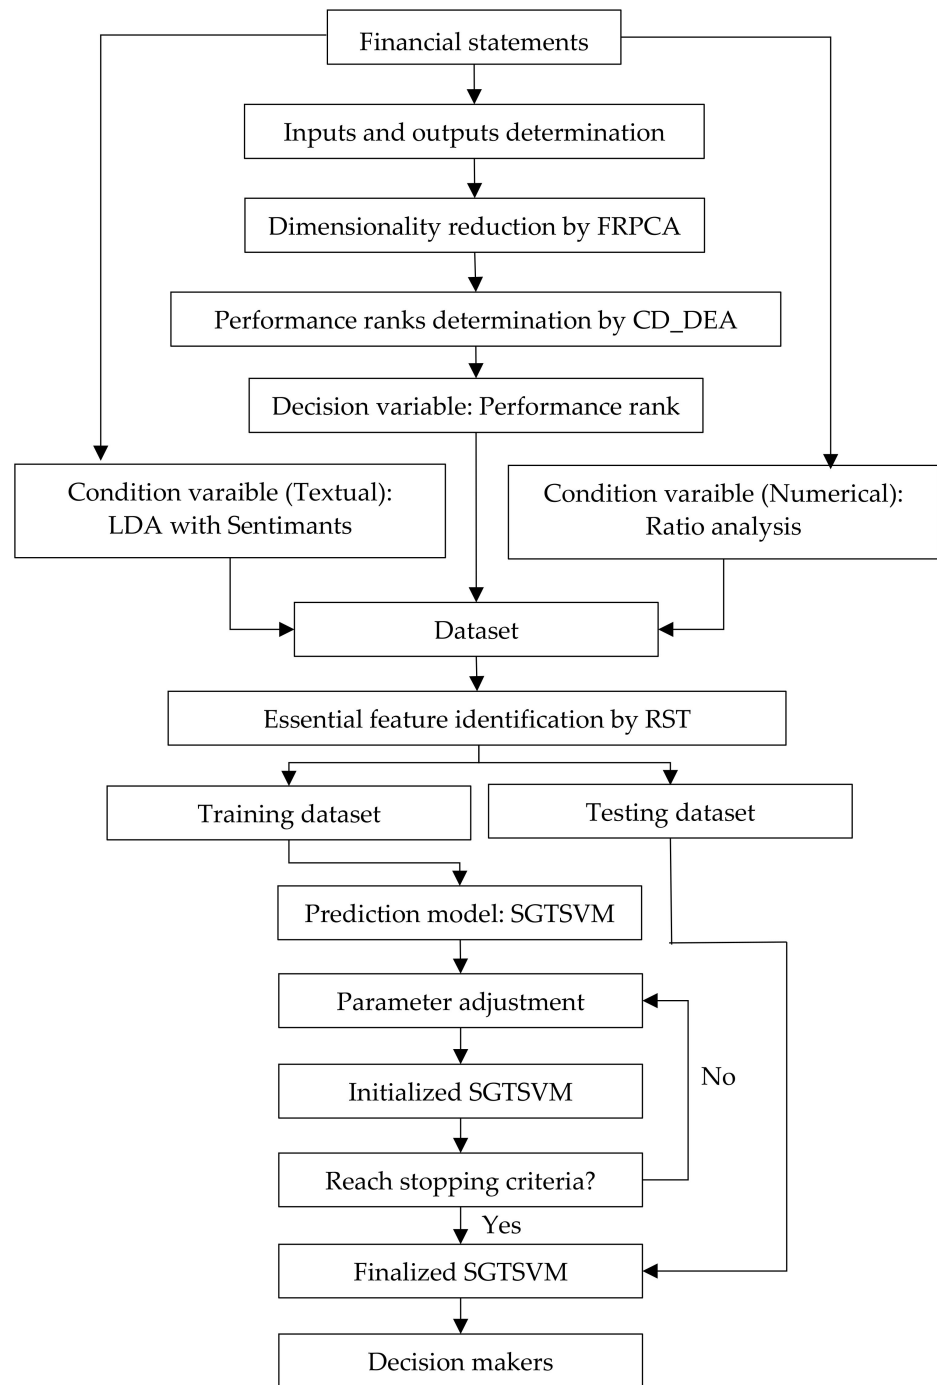 Financial statements
Inputs and outputs determination
Dimensionality reduction by FRPCA
Performance ranks determination by CD_DEA
Decision variable: Performance rank
Condition varaible (Textual):
LDA with Sentimants
Condition varaible (Numerical):
Ratio analysis
Dataset
Essential feature identification by RST
Training dataset
Testing dataset
Prediction model: SGTSVM
Parameter adjustment
No
Initialized SGTSVM
Reach stopping criteria?
Yes
Finalized SGTSVM
Decision makers